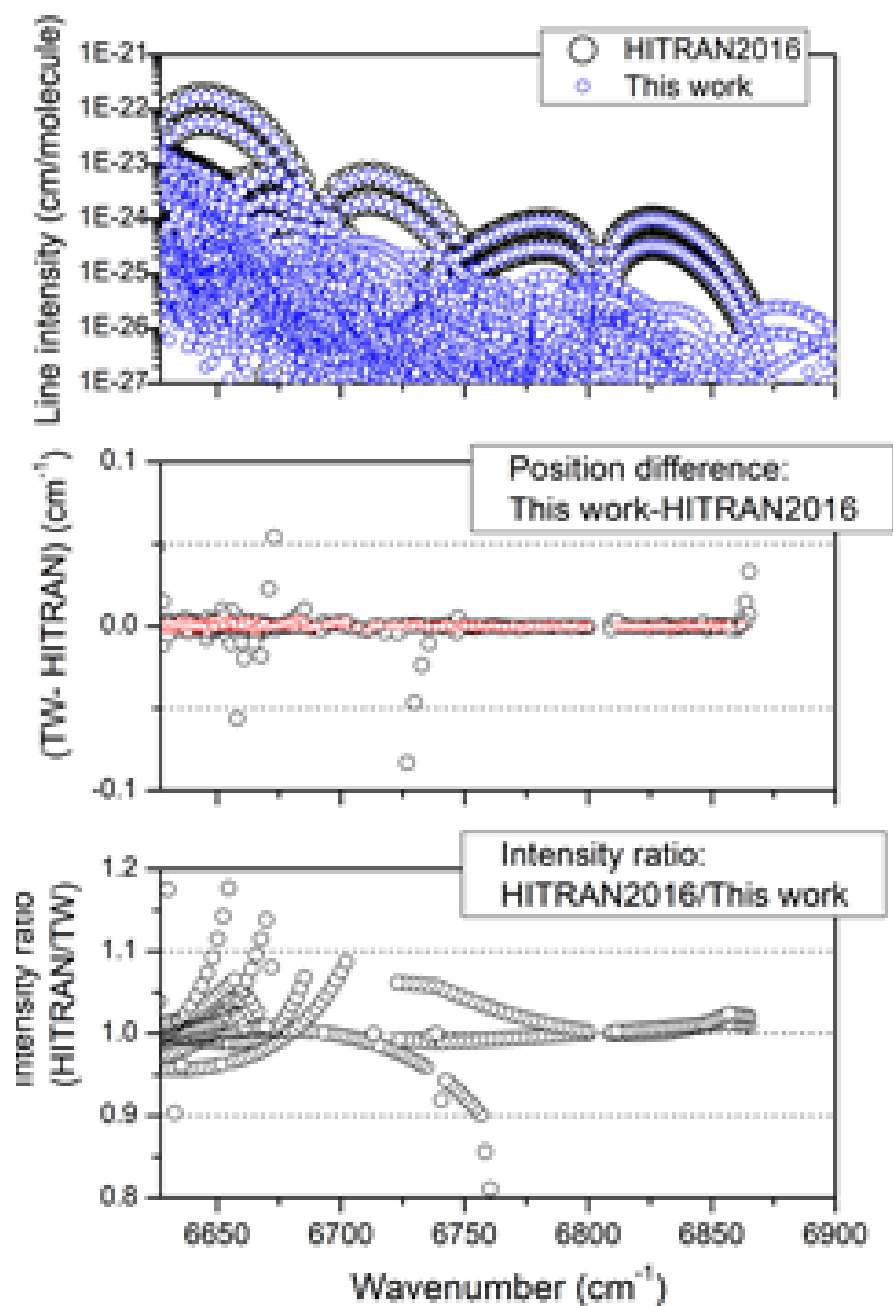 HITRAN2016
This work
Line intensity (cm/molecule)
1E-21
1E-22
1E-23
1E-24
1E-25
1E-26
1E-27
Position difference:
This work-HITRAN2016
(TW- HITRAN) (cm⁻¹)
0.1
0.0
-0.1
Intensity ratio:
HITRAN2016/This work
Intensity ratio
(HITRAN/TW)
1.2
1.1
1.0
0.9
0.8
6650 6700 6750 6800 6850 6900
Wavenumber (cm⁻¹)